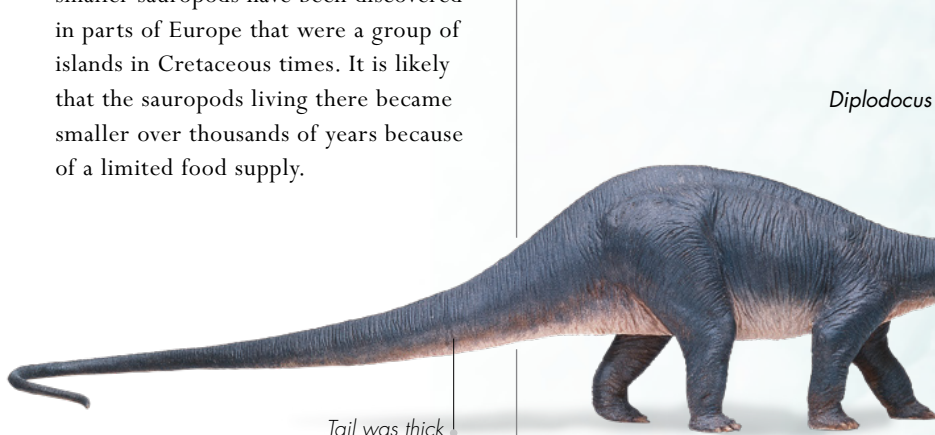 smaller sauropods have been discovered
in parts of Europe that were a group of
islands in Cretaceous times. It is likely
that the sauropods living there became
smaller over thousands of years because
of a limited food supply.
Diplodocus
Tail was thick